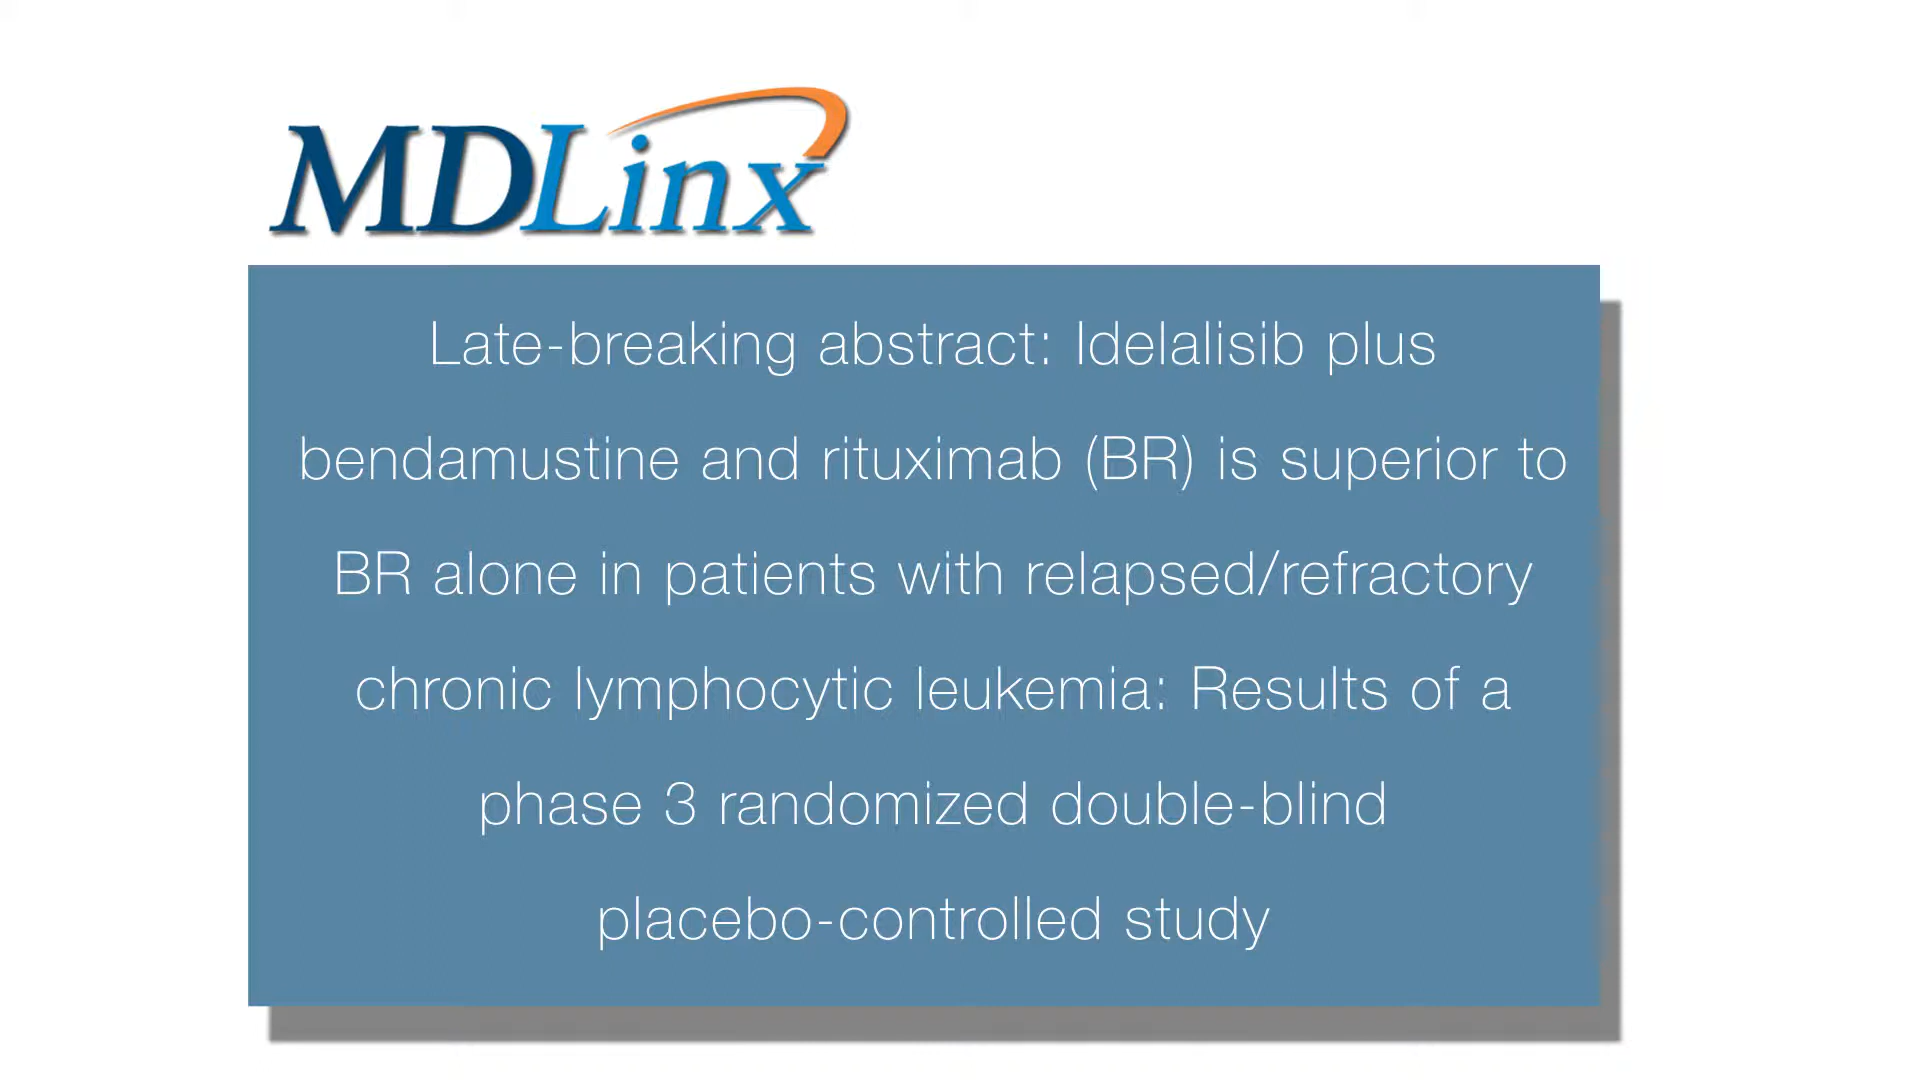 MDLinx
Late-breaking abstract: Idelalisib plus
bendamustine and rituximab (BR) is superior to
BR alone in patients with relapsed/refractory
chronic lymphocytic leukemia: Results of a
phase 3 randomized double-blind
placebo-controlled study